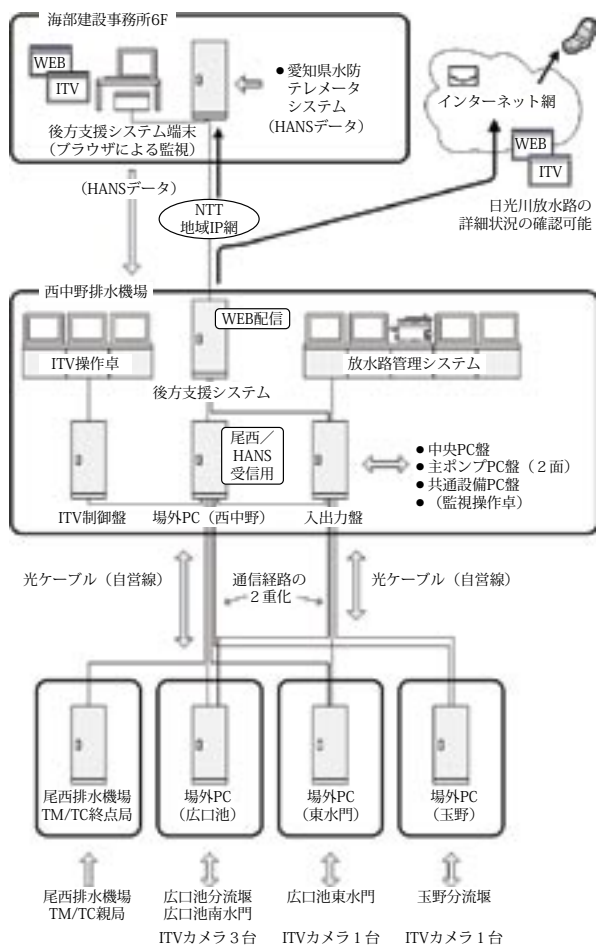 海部建設事務所6F
WEB
ITV
後方支援システム端末
（ブラウザによる監視）
●愛知県水防
テレメータ
システム
（HANSデータ）
インターネット網
WEB
ITV
日光川放水路の
詳細状況の確認可能
（HANSデータ）
NTT
地域IP網
西中野排水機場
ITV操作卓
WEB配信
後方支援システム
放水路管理システム
尾西／
HANS
受信用
ITV制御盤
場外PC（西中野）
入出力盤
●中央PC盤
●主ポンプPC盤（２面）
●共通設備PC盤
●（監視操作卓）
光ケーブル（自営線）
通信経路の
２重化
光ケーブル（自営線）
尾西排水機場
TM/TC終点局
場外PC
（広口池）
場外PC
（東水門）
場外PC
（玉野）
尾西排水機場
TM/TC親局
広口池分流堰
広口池南水門
ITVカメラ３台
広口池東水門
ITVカメラ１台
玉野分流堰
ITVカメラ１台